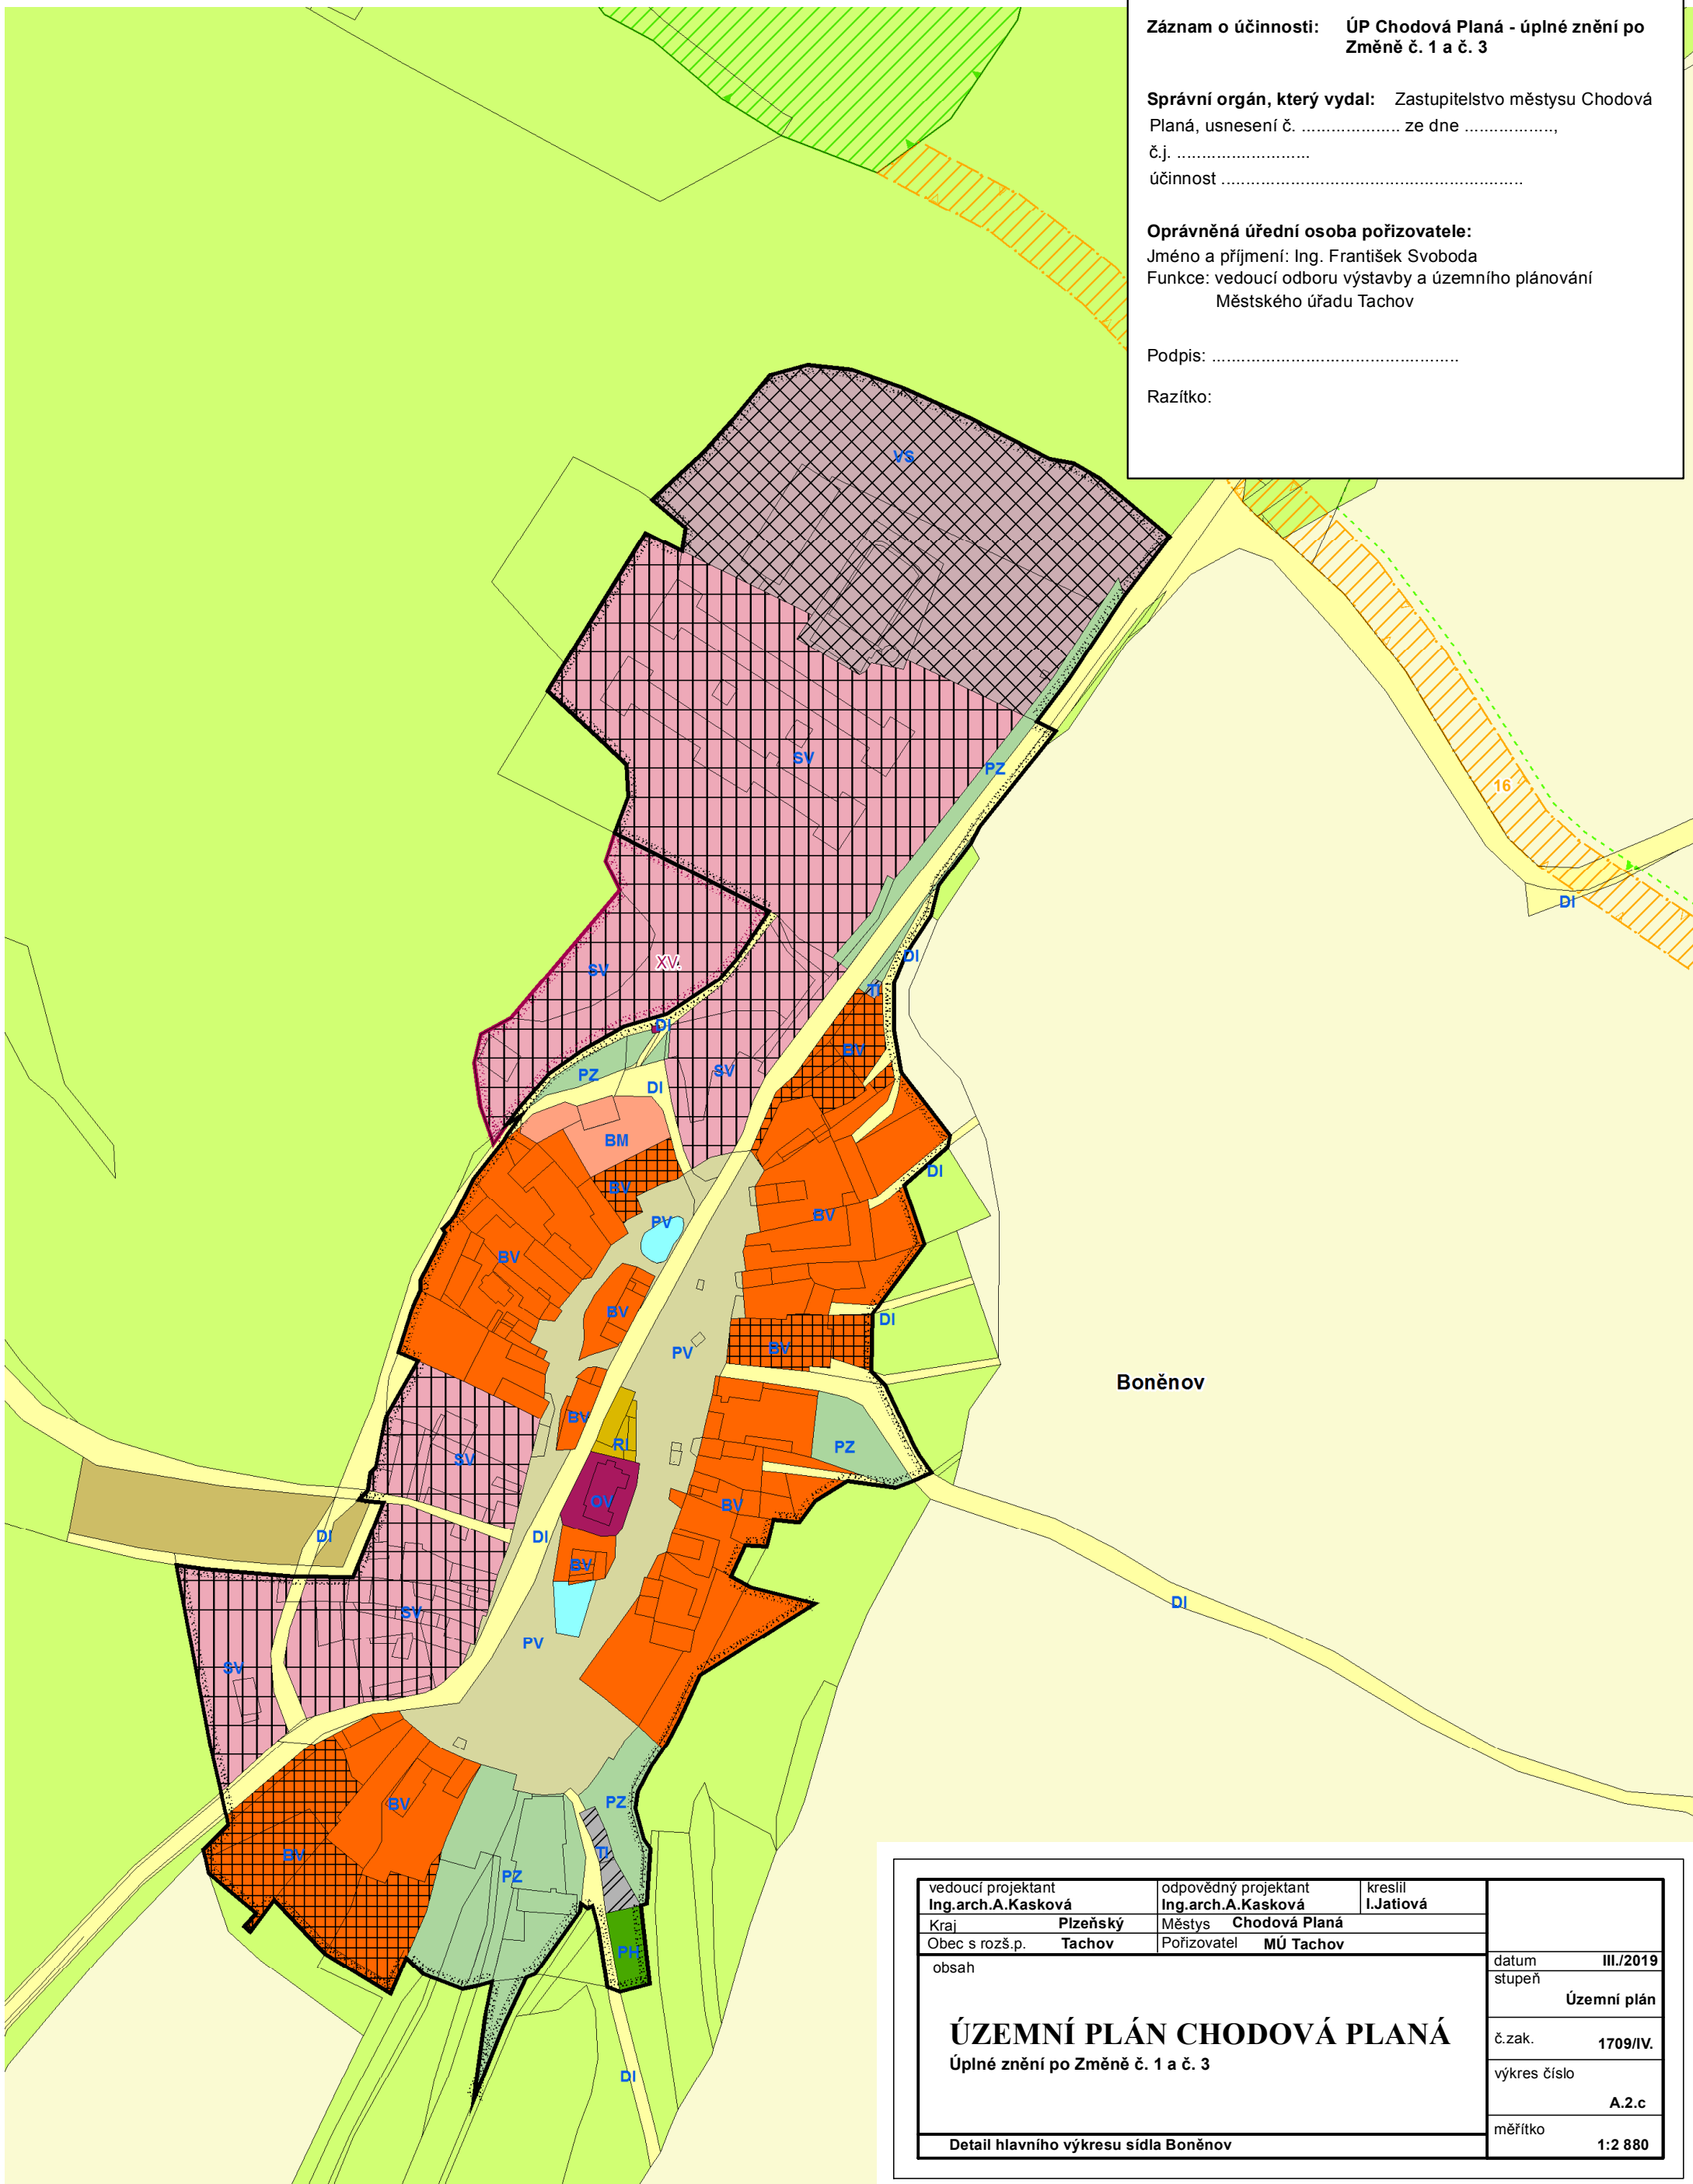 Záznam o účinnosti: ÚP Chodová Planá - úplné znění po
Změně č. 1 a č. 3
Správní orgán, který vydal: Zastupitelstvo městysu Chodová
Planá, usnesení č. .................... ze dne ..................,
č.j. ...........................
účinnost .............................................................
Oprávněná úřední osoba pořizovatele:
Jméno a příjmení: Ing. František Svoboda
Funkce: vedoucí odboru výstavby a územního plánování
Městského úřadu Tachov
Podpis: ..................................................
Razítko:
VS
SV
PZ
16
DI
DI
SV
XV.
TI
DI
BV
PZ
SV
DI
BM
DI
BV
BV
PV
BV
BV
DI
PV
BV
Boněnov
BV
RI
PZ
SV
OV
BV
DI
DI
BV
DI
SV
PV
SV
PZ
BV
TI
BV
PZ
PH
DI
vedoucí projektant
Ing.arch.A.Kasková
odpovědný projektant
Ing.arch.A.Kasková
kreslil
I.Jatiová
Kraj Plzeňský
Městys Chodová Planá
Obec s rozš.p. Tachov
Pořizovatel MÚ Tachov
obsah
ÚZEMNÍ PLÁN CHODOVÁ PLANÁ
Úplné znění po Změně č. 1 a č. 3
Detail hlavního výkresu sídla Boněnov
datum III./2019
stupeň
Územní plán
č.zak. 1709/IV.
výkres číslo
A.2.c
měřítko
1:2 880